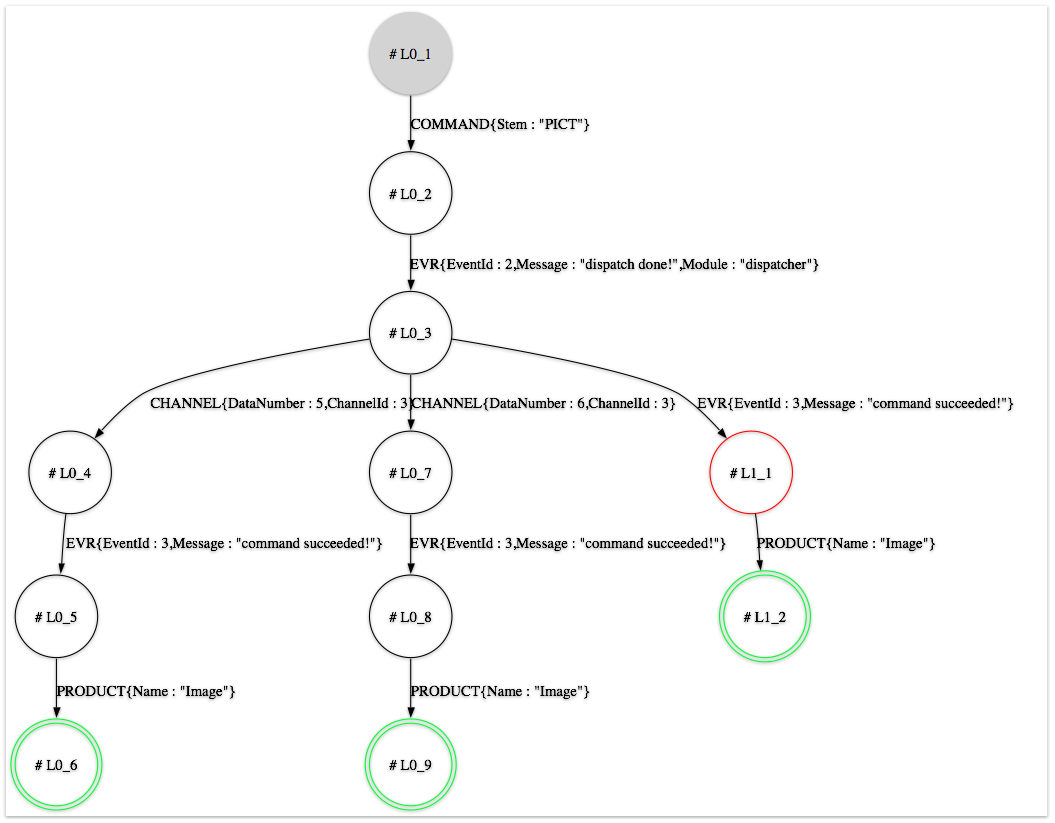 # L0_1
COMMAND{Stem : "PICT"}
# L0_2
EVR{EventId : 2,Message : "dispatch done!",Module : "dispatcher"}
# L0_3
CHANNEL{DataNumber : 5,ChannelId : 3}
CHANNEL{DataNumber : 6,ChannelId : 3}
EVR{EventId : 3,Message : "command succeeded!"}
# L0_4
# L0_7
# L1_1
EVR{EventId : 3,Message : "command succeeded!"}
EVR{EventId : 3,Message : "command succeeded!"}
PRODUCT{Name : "Image"}
# L0_5
# L0_8
# L1_2
PRODUCT{Name : "Image"}
PRODUCT{Name : "Image"}
# L0_6
# L0_9